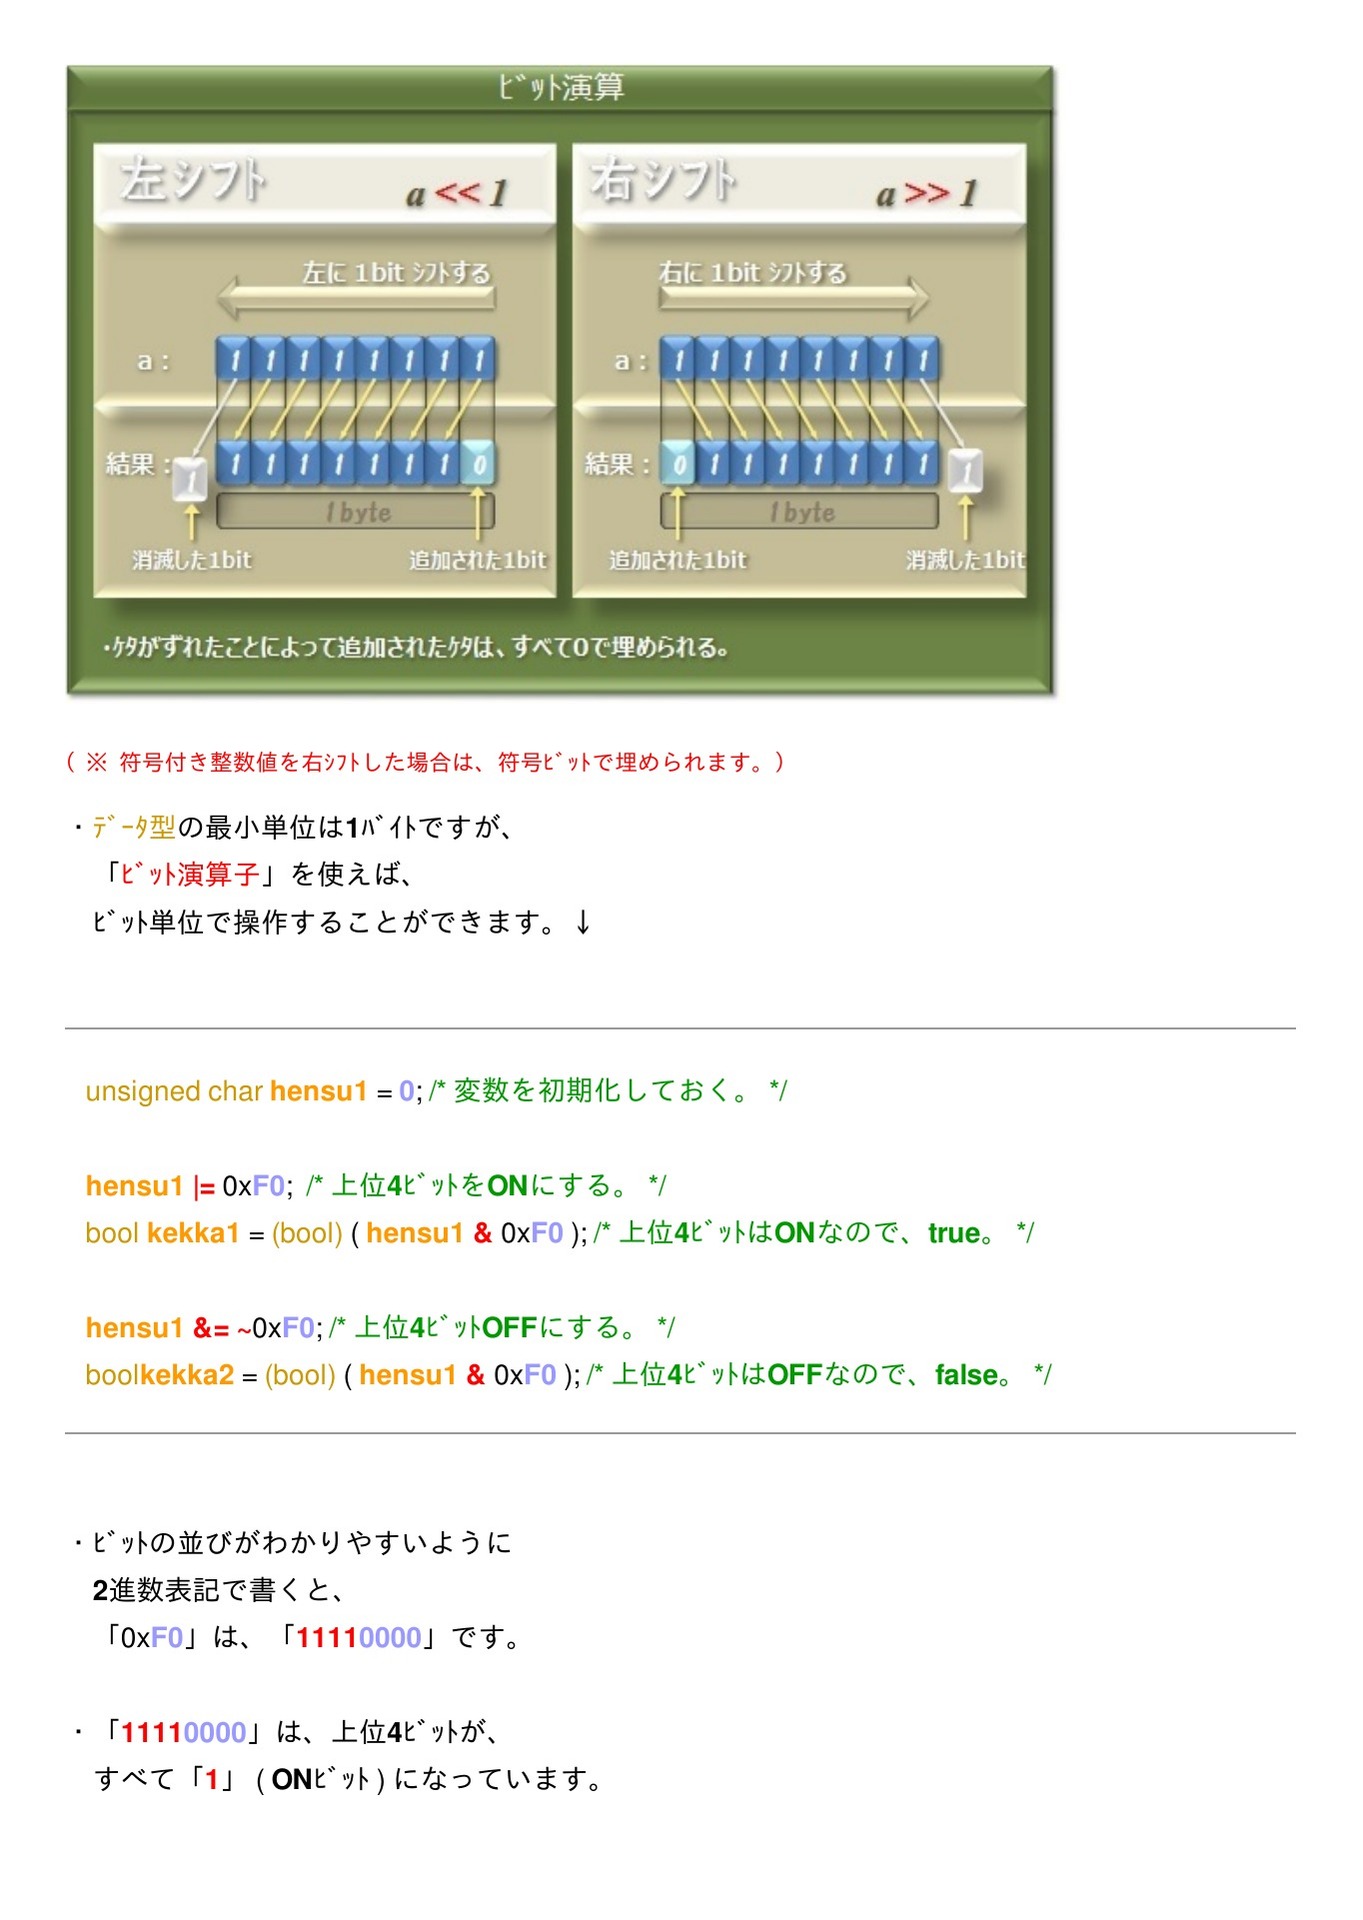 ﾋﾞｯﾄ演算
左シフト
a << 1
左に 1bit ｼﾌﾄする
a :
1 1 1 1 1 1 1 1
結果 :
1
1 1 1 1 1 1 1 0
1byte
消滅した1bit
追加された1bit
右シフト
a >> 1
右に 1bit ｼﾌﾄする
a :
1 1 1 1 1 1 1 1
結果 :
0 1 1 1 1 1 1 1
1
1byte
追加された1bit
消滅した1bit
･ｹﾀがずれたことによって追加されたｹﾀは、すべて0で埋められる。
( ※ 符号付き整数値を右ｼﾌﾄした場合は、符号ﾋﾞｯﾄで埋められます。)
・ﾃﾞｰﾀ型の最小単位は1ﾊﾞｲﾄですが、
「ﾋﾞｯﾄ演算子」を使えば、
ﾋﾞｯﾄ単位で操作することができます。↓
unsigned char hensu1 = 0; /* 変数を初期化しておく。 */
hensu1 |= 0xF0; /* 上位4ﾋﾞｯﾄをONにする。 */
bool kekka1 = (bool) ( hensu1 & 0xF0 ); /* 上位4ﾋﾞｯﾄはONなので、true。 */
hensu1 &= ~0xF0; /* 上位4ﾋﾞｯﾄOFFにする。 */
boolkekka2 = (bool) ( hensu1 & 0xF0 ); /* 上位4ﾋﾞｯﾄはOFFなので、false。 */
・ﾋﾞｯﾄの並びがわかりやすいように
2進数表記で書くと、
「0xF0」は、「11110000」です。
・「11110000」は、上位4ﾋﾞｯﾄが、
すべて「1」 ( ONﾋﾞｯﾄ ) になっています。